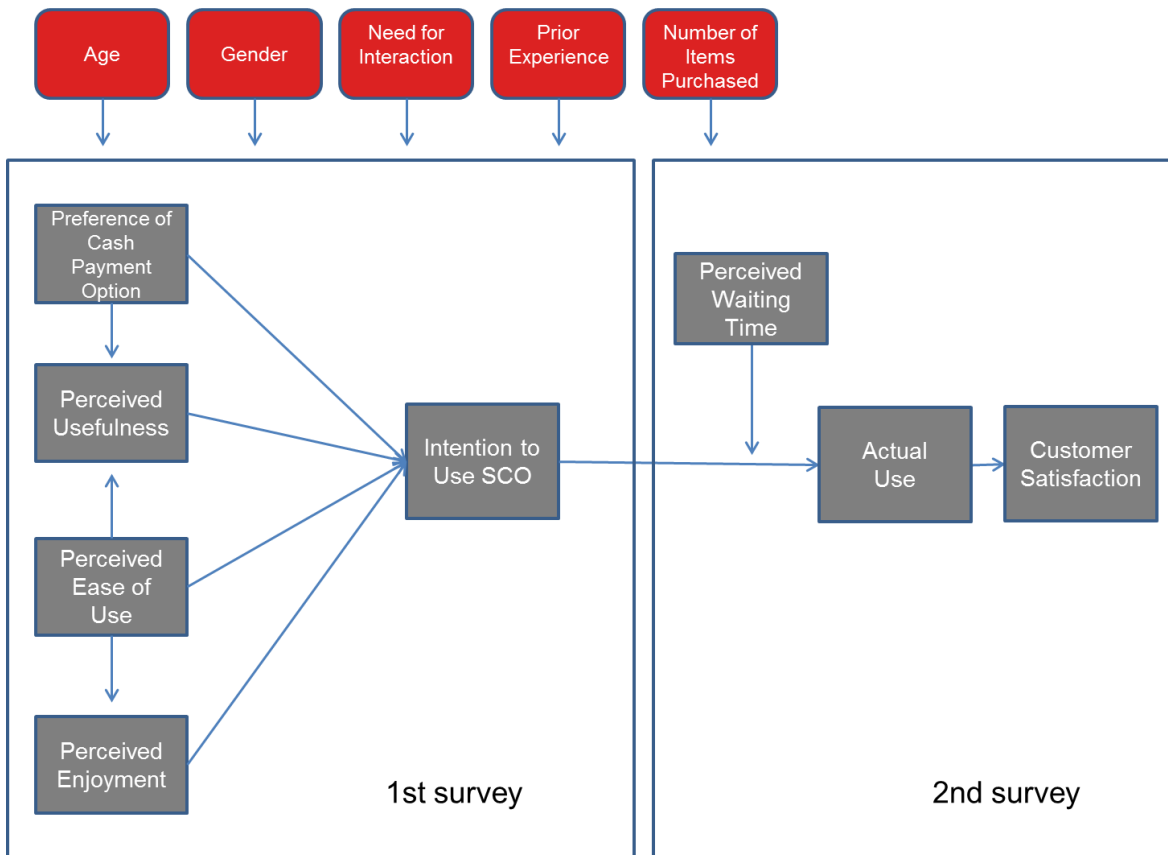 Age
Gender
Need for
Interaction
Prior
Experience
Number of
Items
Purchased
Preference of
Cash
Payment
Option
Perceived
Usefulness
Perceived
Ease of
Use
Perceived
Enjoyment
Intention to
Use SCO
1st survey
Perceived
Waiting
Time
Actual
Use
Customer
Satisfaction
2nd survey